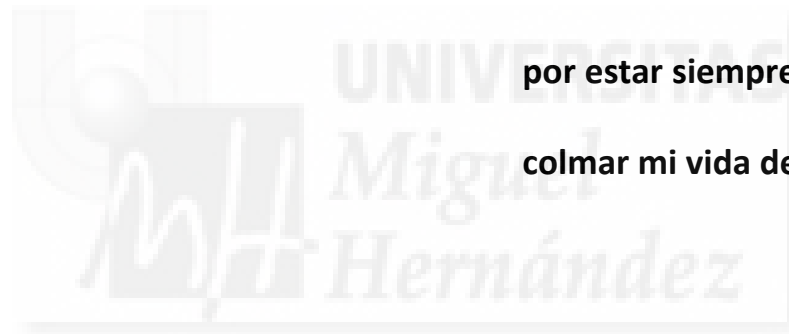 UNIVERSITAS
por estar siempre
Miguel
colmar mi vida de
Hernández